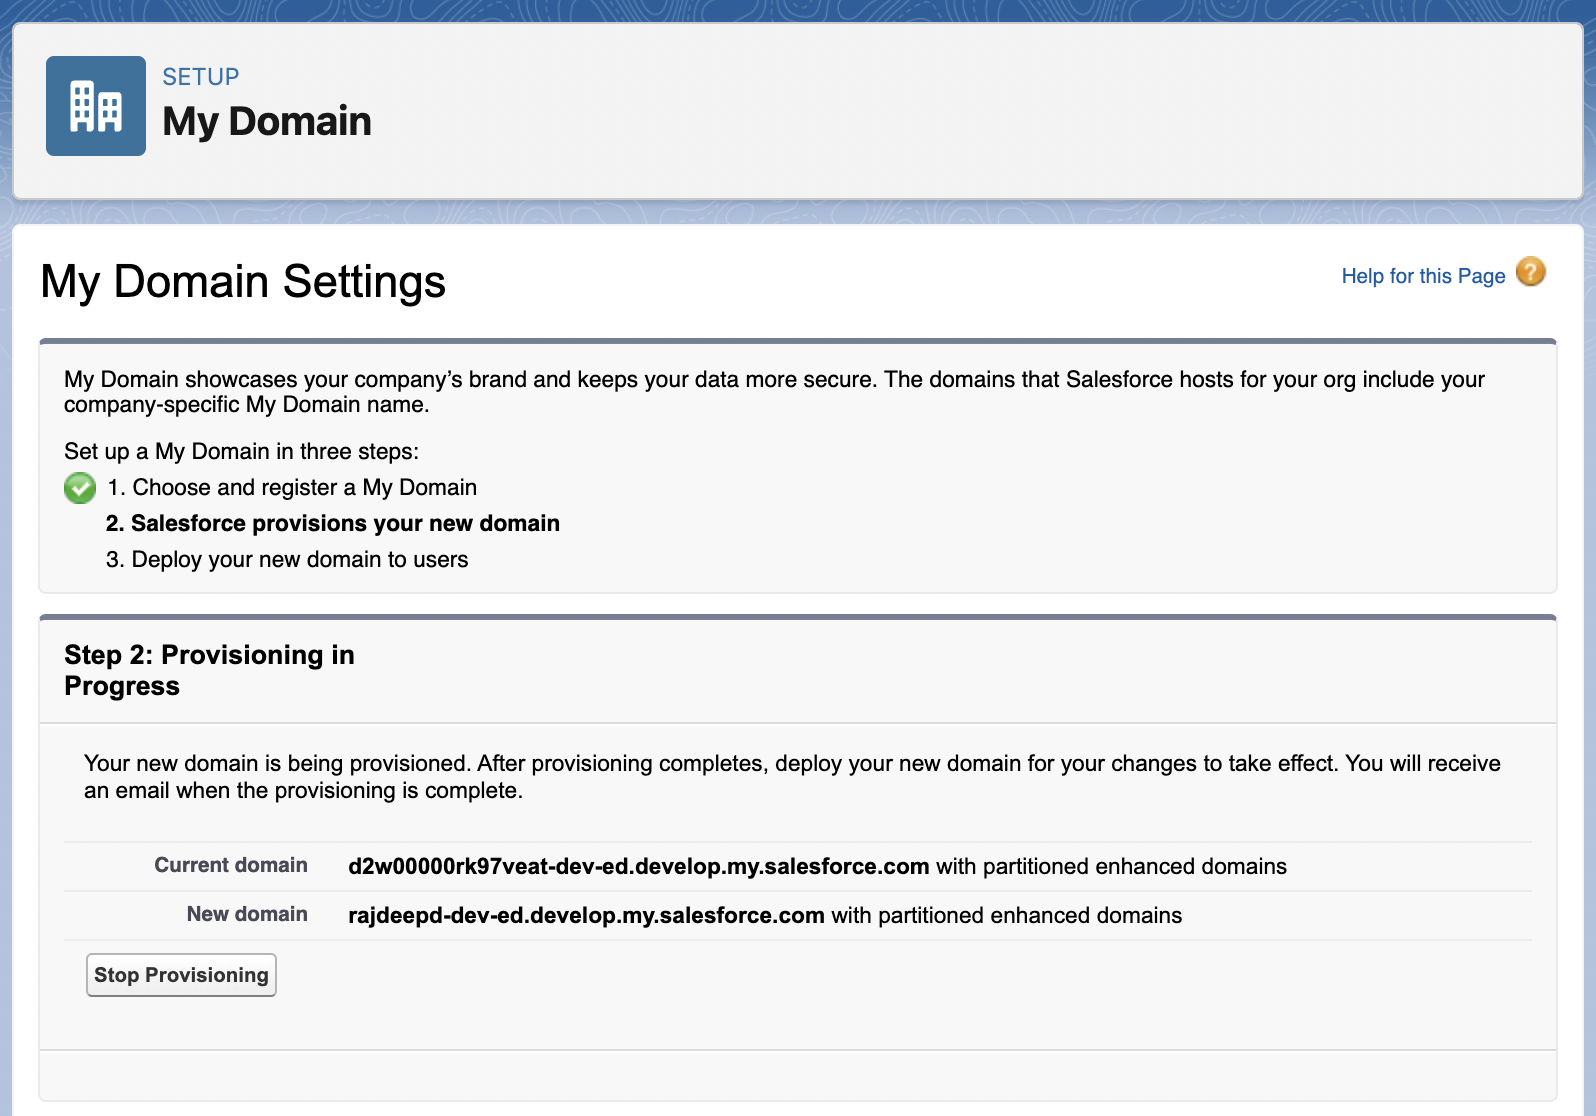 SETUP
My Domain
My Domain Settings
Help for this Page ?
My Domain showcases your company’s brand and keeps your data more secure. The domains that Salesforce hosts for your org include your
company-specific My Domain name.
Set up a My Domain in three steps:
1. Choose and register a My Domain
2. Salesforce provisions your new domain
3. Deploy your new domain to users
Step 2: Provisioning in
Progress
Your new domain is being provisioned. After provisioning completes, deploy your new domain for your changes to take effect. You will receive
an email when the provisioning is complete.
Current domain d2w00000rk97veat-dev-ed.develop.my.salesforce.com with partitioned enhanced domains
New domain rajdeepd-dev-ed.develop.my.salesforce.com with partitioned enhanced domains
Stop Provisioning